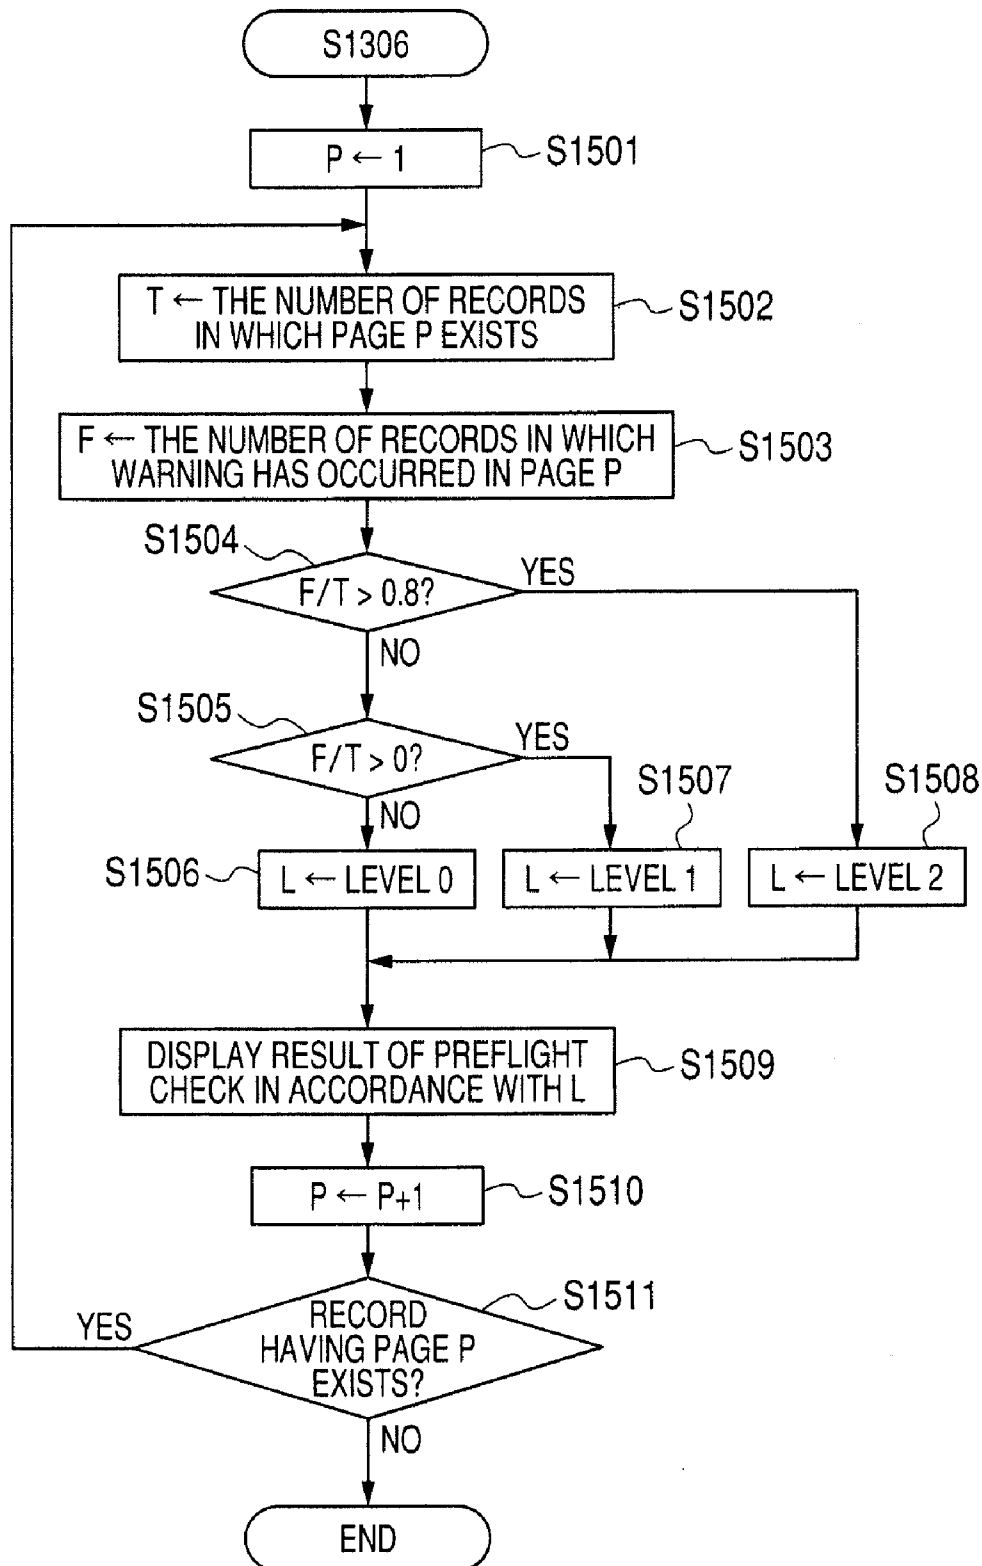 S1306
P ← 1
S1501
T ← THE NUMBER OF RECORDS
IN WHICH PAGE P EXISTS
S1502
F ← THE NUMBER OF RECORDS IN WHICH
WARNING HAS OCCURRED IN PAGE P
S1503
S1504
F/T > 0.8?
YES
NO
S1505
F/T > 0?
YES
NO
S1506
L ← LEVEL 0
S1507
L ← LEVEL 1
S1508
L ← LEVEL 2
DISPLAY RESULT OF PREFLIGHT
CHECK IN ACCORDANCE WITH L
S1509
P ← P+1
S1510
S1511
RECORD
HAVING PAGE P
EXISTS?
YES
NO
END